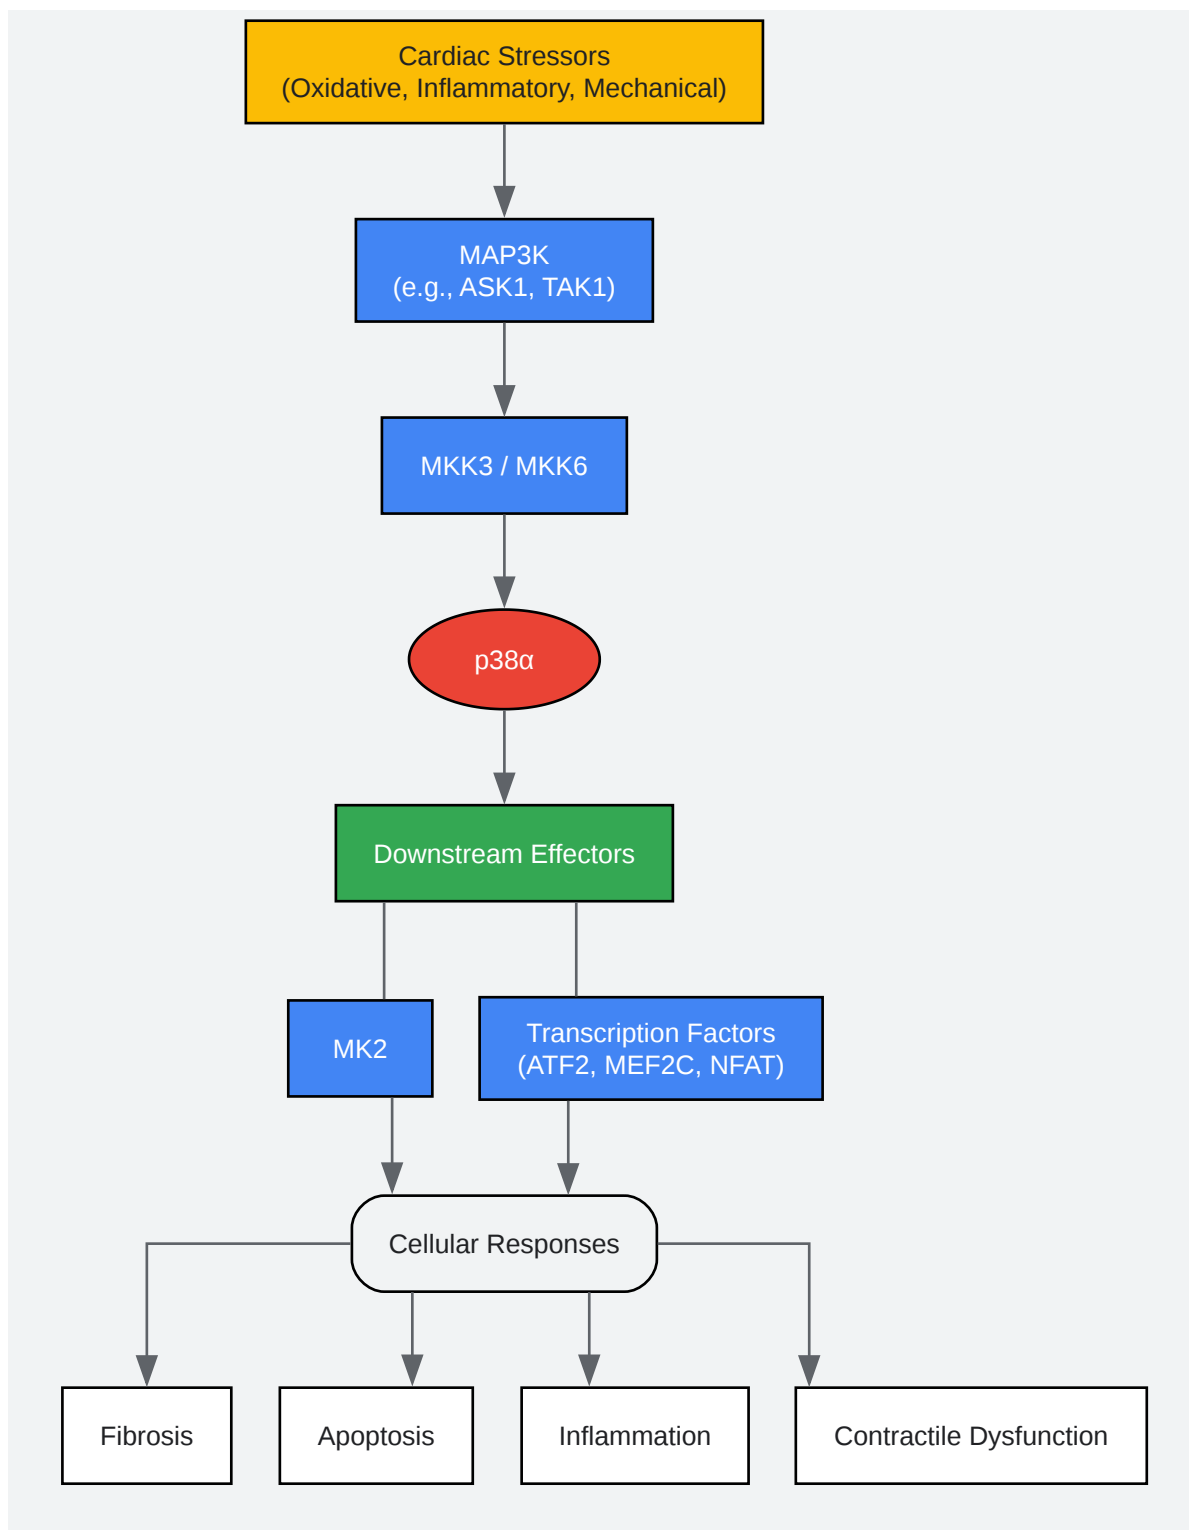 Cardiac Stressors
(Oxidative, Inflammatory, Mechanical)
MAP3K
(e.g., ASK1, TAK1)
MKK3 / MKK6
p38α
Downstream Effectors
MK2
Transcription Factors
(ATF2, MEF2C, NFAT)
Cellular Responses
Fibrosis
Apoptosis
Inflammation
Contractile Dysfunction